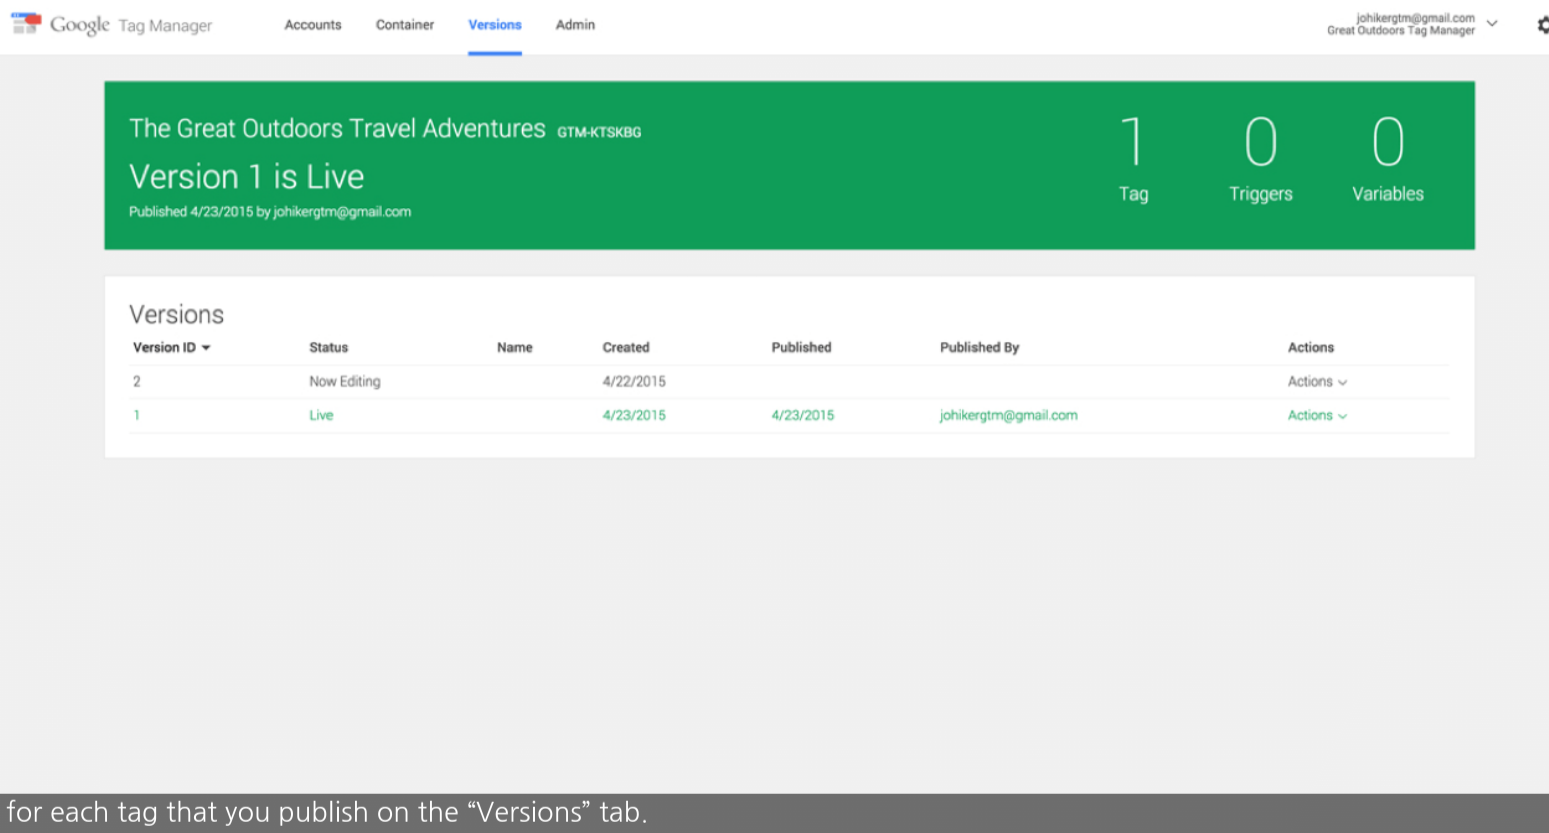 Google Tag Manager Accounts Container Versions Admin
johikergtm@gmail.com
Great Outdoors Tag Manager
The Great Outdoors Travel Adventures GTM-KTSKBG
Version 1 is Live
Published 4/23/2015 by johikergtm@gmail.com
1 0 0
Tag Triggers Variables
Versions
Version ID Status Name Created Published Published By Actions
2 Now Editing 4/22/2015 Actions
1 Live 4/23/2015 4/23/2015 johikergtm@gmail.com Actions
for each tag that you publish on the “Versions” tab.